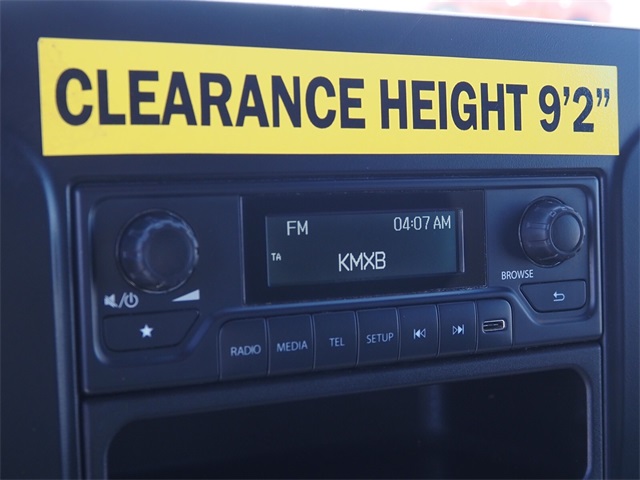 CLEARANCE HEIGHT 9'2"
FM 04:07 AM
TA
KMXB
BROWSE
RADIO MEDIA TEL SETUP